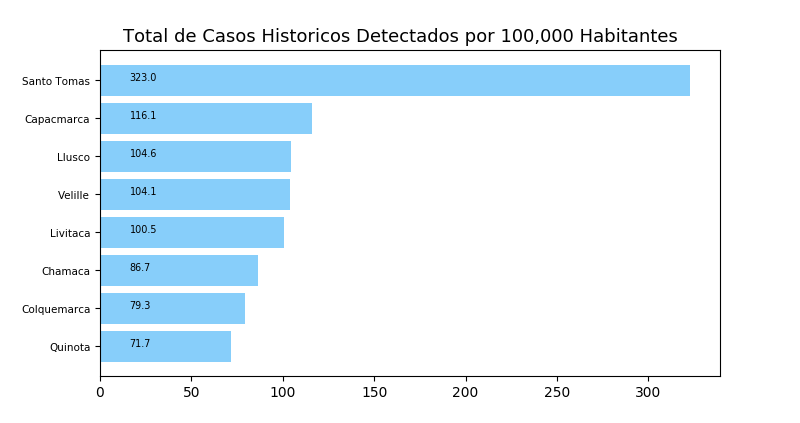 Total de Casos Historicos Detectados por 100,000 Habitantes
Santo Tomas 323.0
Capacmarca 116.1
Llusco 104.6
Velille 104.1
Livitaca 100.5
Chamaca 86.7
Colquemarca 79.3
Quinota 71.7
0 50 100 150 200 250 300